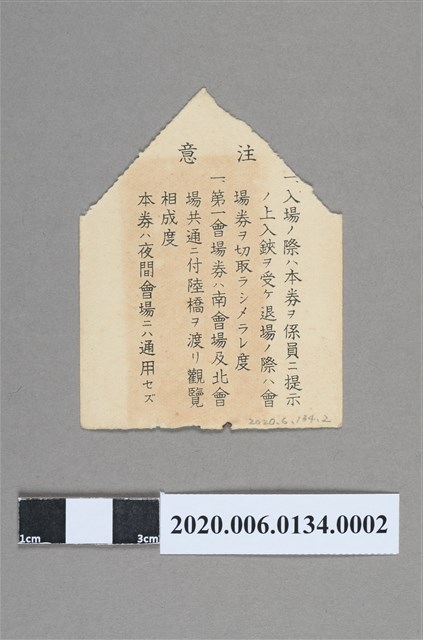 注意
一、入場ノ際ハ本券ヲ係員ニ提示
ノ上入鋏ヲ受ケ退場ノ際ハ會
場券ヲ切取ラシメラレ度
一、第一會場券ハ南會場及北會
場共通ニ付陸橋ヲ渡リ觀覽
相成度
本券ハ夜間會場ニハ通用セズ
2020.6.134.2
1cm
3cm
2020.006.0134.0002